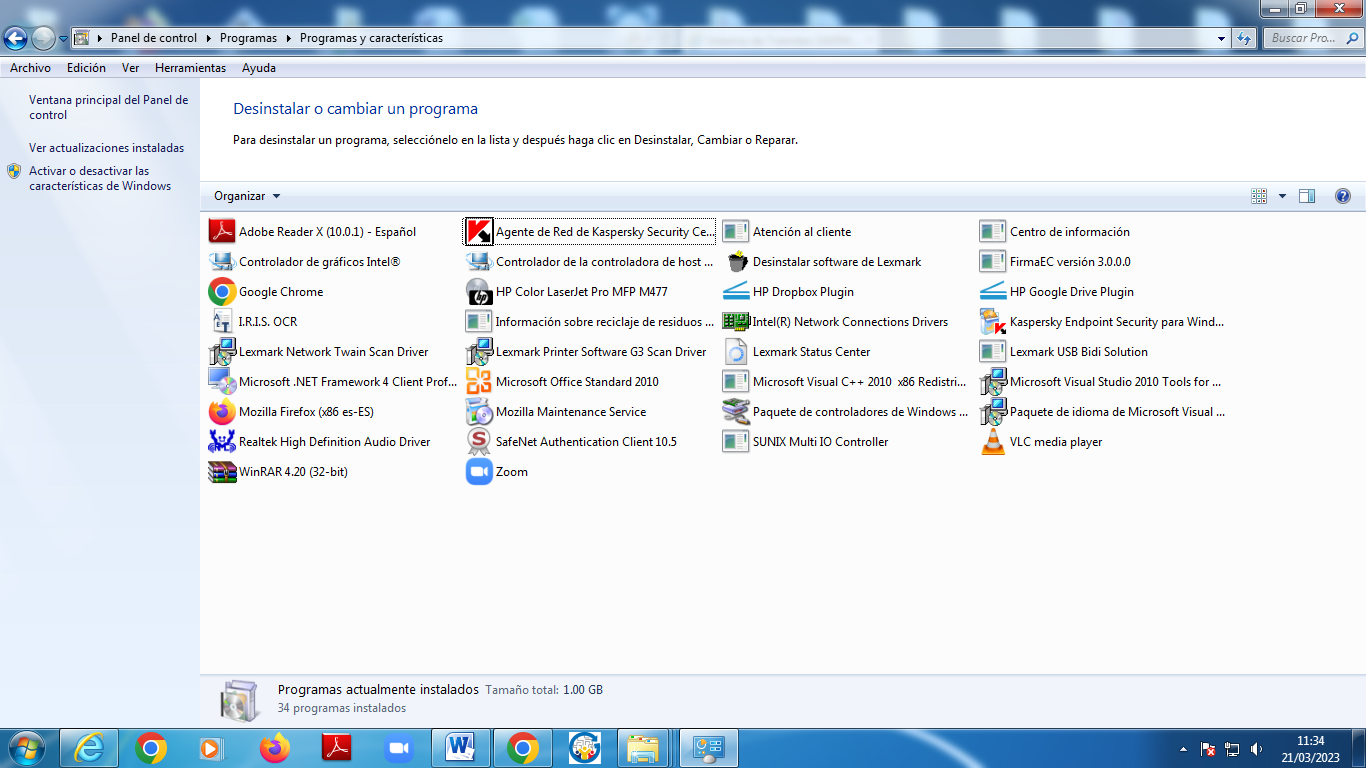 Panel de control Programas Programas y características
Buscar Pro...
Archivo Edición Ver Herramientas Ayuda
Ventana principal del Panel de
control
Ver actualizaciones instaladas
Activar o desactivar las
características de Windows
Desinstalar o cambiar un programa
Para desinstalar un programa, selecciónelo en la lista y después haga clic en Desinstalar, Cambiar o Reparar.
Organizar
Adobe Reader X (10.0.1) - Español
Agente de Red de Kaspersky Security Ce...
Atención al cliente
Centro de información
Controlador de gráficos Intel®
Controlador de la controladora de host ...
Desinstalar software de Lexmark
FirmaEC versión 3.0.0.0
Google Chrome
HP Color LaserJet Pro MFP M477
HP Dropbox Plugin
HP Google Drive Plugin
I.R.I.S. OCR
Información sobre reciclaje de residuos ...
Intel(R) Network Connections Drivers
Kaspersky Endpoint Security para Wind...
Lexmark Network Twain Scan Driver
Lexmark Printer Software G3 Scan Driver
Lexmark Status Center
Lexmark USB Bidi Solution
Microsoft .NET Framework 4 Client Prof...
Microsoft Office Standard 2010
Microsoft Visual C++ 2010 x86 Redistri...
Microsoft Visual Studio 2010 Tools for ...
Mozilla Firefox (x86 es-ES)
Mozilla Maintenance Service
Paquete de controladores de Windows ...
Paquete de idioma de Microsoft Visual ...
Realtek High Definition Audio Driver
SafeNet Authentication Client 10.5
SUNIX Multi IO Controller
VLC media player
WinRAR 4.20 (32-bit)
Zoom
Programas actualmente instalados Tamaño total: 1.00 GB
34 programas instalados
11:34
21/03/2023